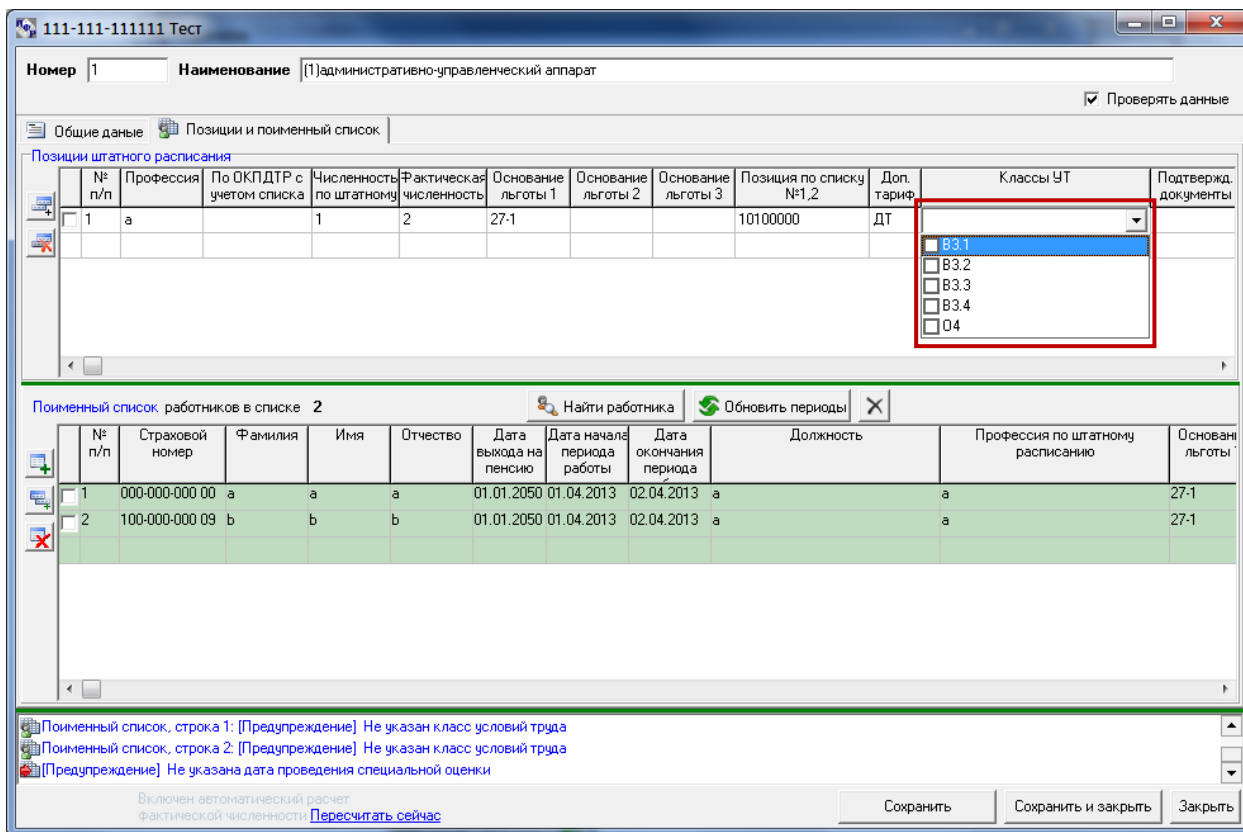 111-111-111111 Тест
Номер 1 Наименование (1)административно-управленческий аппарат
Проверять данные
Общие даные Позиции и поименный список
Позиции штатного расписания
№ п/п Профессия По ОКПДТР с учетом списка Численность по штатному Фактическая численность Основание льготы 1 Основание льготы 2 Основание льготы 3 Позиция по списку №1,2 Доп. тариф Классы УТ Подтвержд. документы
1 а 1 2 27-1 10100000 ДТ
В3.1
В3.2
В3.3
В3.4
О4
Поименный список работников в списке 2 Найти работника Обновить периоды
№ п/п Страховой номер Фамилия Имя Отчество Дата выхода на пенсию Дата начала периода работы Дата окончания периода Должность Профессия по штатному расписанию Основани льготы
1 000-000-000 00 а а а 01.01.2050 01.04.2013 02.04.2013 а а 27-1
2 100-000-000 09 b b b 01.01.2050 01.04.2013 02.04.2013 а а 27-1
Поименный список, строка 1: [Предупреждение] Не указан класс условий труда
Поименный список, строка 2: [Предупреждение] Не указан класс условий труда
[Предупреждение] Не указана дата проведения специальной оценки
Включен автоматический расчет
фактической численности Пересчитать сейчас
Сохранить Сохранить и закрыть Закрыть